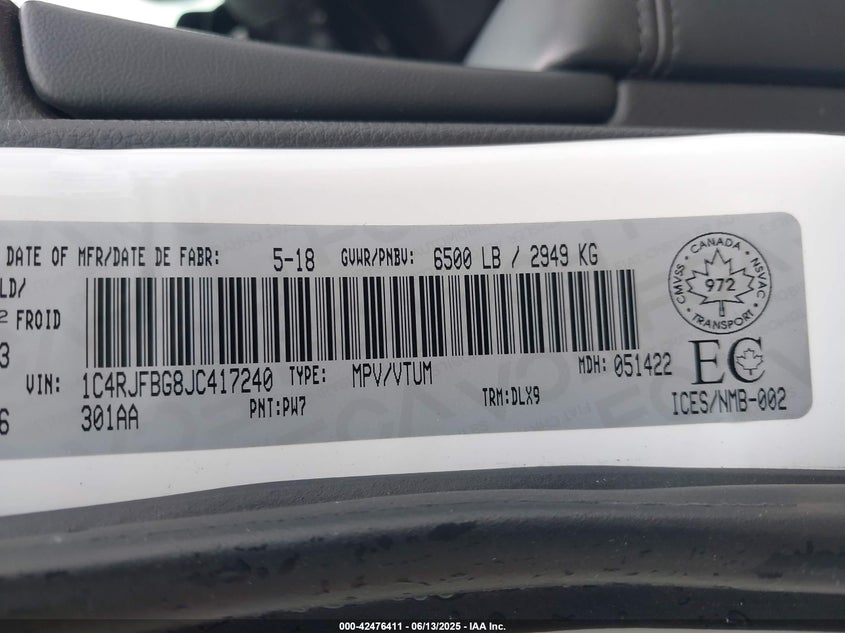 DATE OF MFR/DATE DE FABR: 5-18 GVWR/PNBV: 6500 LB / 2949 KG
LD/
FROID
3
VIN: 1C4RJFBG8JC417240 TYPE: MPV/VTUM MDH: 051422
6 301AA PNT:PW7 TRM:DLX9
CANADA
CMVSS 972 NSVAC
TRANSPORT
EC
ICES/NMB-002
000-42476411 - 06/13/2025 - IAA Inc.